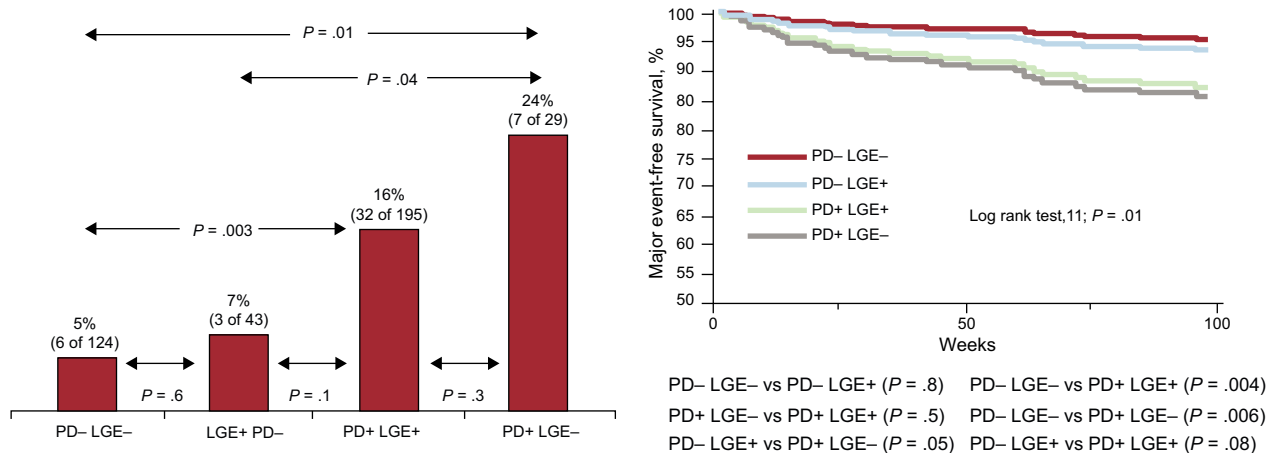 P = .01
P = .04
24%
(7 of 29)
16%
(32 of 195)
P = .003
7%
(3 of 43)
5%
(6 of 124)
P = .6
P = .1
P = .3
PD– LGE–
LGE+ PD–
PD+ LGE+
PD+ LGE–
Major event-free survival, %
100
95
90
80
80
75
70
65
60
55
50
PD– LGE–
PD– LGE+
PD+ LGE+
PD+ LGE–
Log rank test,11; P = .01
0
50
100
Weeks
PD– LGE– vs PD– LGE+ (P = .8) PD– LGE– vs PD+ LGE+ (P = .004)
PD+ LGE– vs PD+ LGE+ (P = .5) PD– LGE– vs PD+ LGE– (P = .006)
PD– LGE+ vs PD+ LGE– (P = .05) PD– LGE+ vs PD+ LGE+ (P = .08)